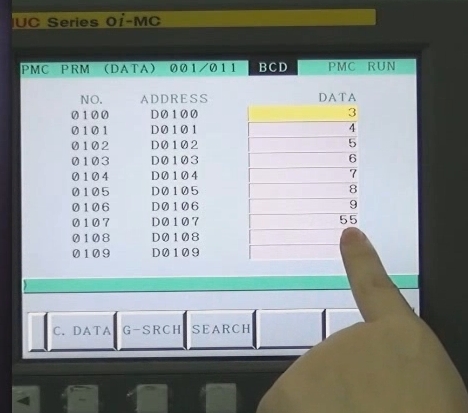 UC Series 0i-MC
PMC PRM (DATA) 001/011 BCD PMC RUN
NO. ADDRESS DATA
0100 D0100 3
0101 D0101 4
0102 D0102 5
0103 D0103 6
0104 D0104 7
0105 D0105 8
0106 D0106 9
0107 D0107 55
0108 D0108
0109 D0109
)
C. DATA G-SRCH SEARCH